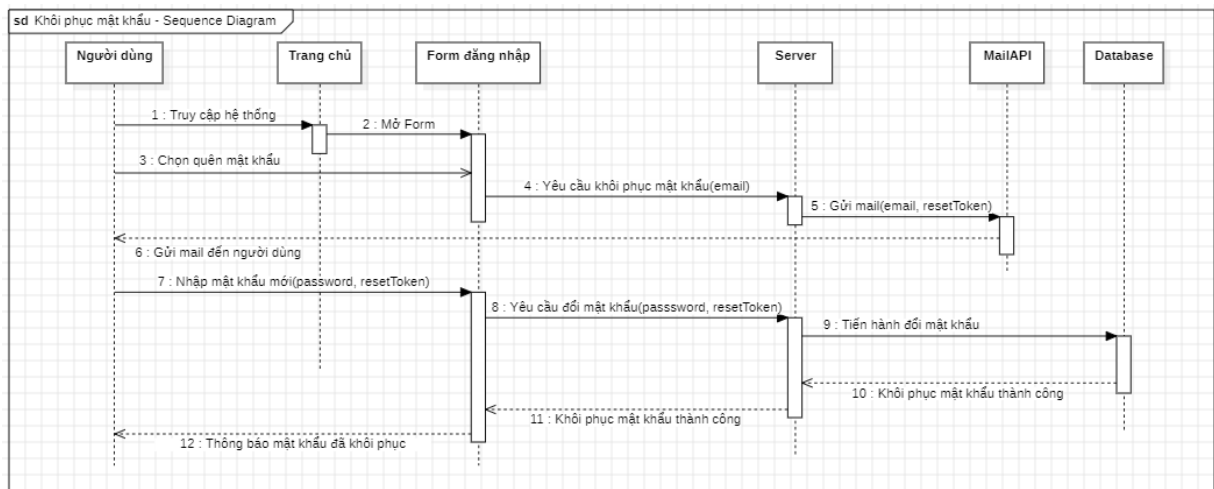 sd Khôi phục mật khẩu - Sequence Diagram
Người dùng
Trang chủ
Form đăng nhập
Server
MailAPI
Database
1 : Truy cập hệ thống
2 : Mở Form
3 : Chọn quên mật khẩu
4 : Yêu cầu khôi phục mật khẩu(email)
5 : Gửi mail(email, resetToken)
6 : Gửi mail đến người dùng
7 : Nhập mật khẩu mới(password, resetToken)
8 : Yêu cầu đổi mật khẩu(passsword, resetToken)
9 : Tiến hành đổi mật khẩu
10 : Khôi phục mật khẩu thành công
11 : Khôi phục mật khẩu thành công
12 : Thông báo mật khẩu đã khôi phục